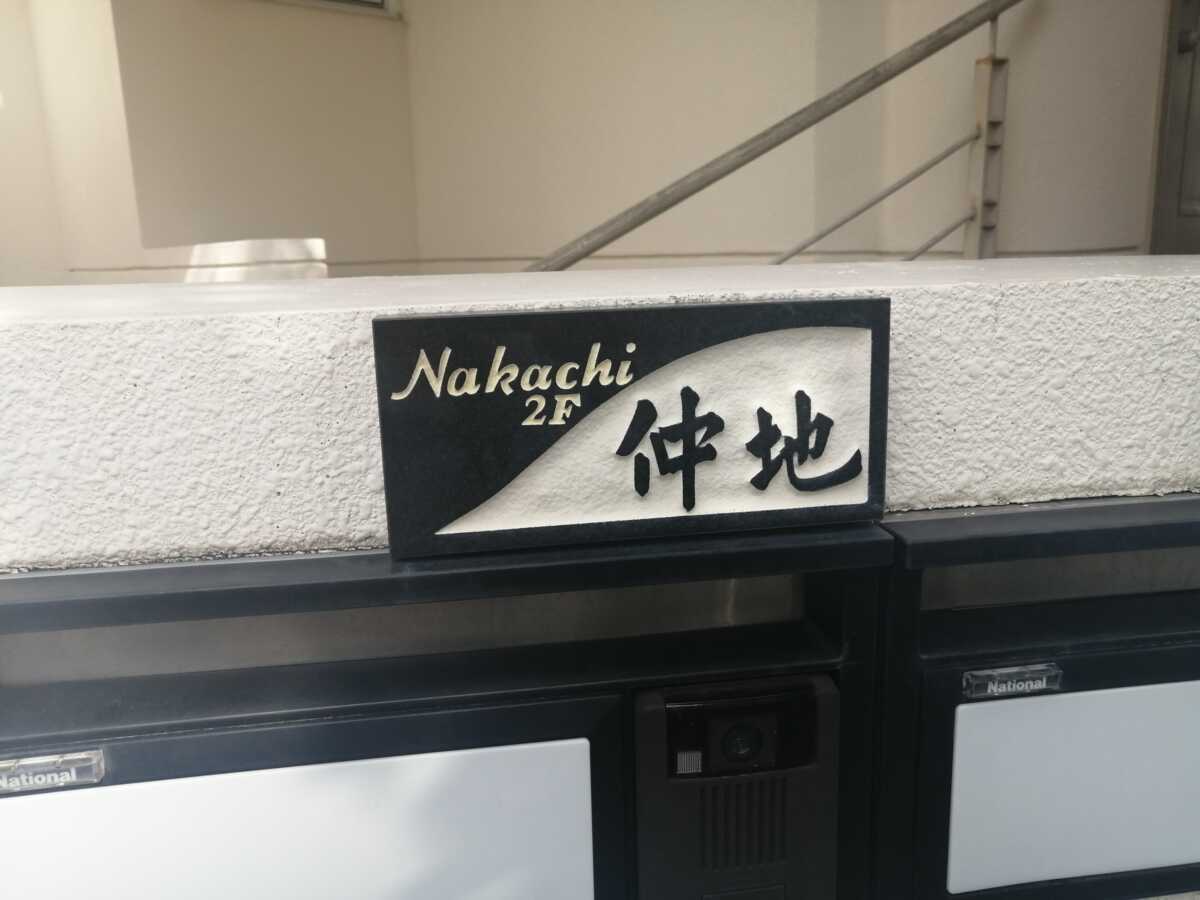 Nakachi
2F
仲地
National
National